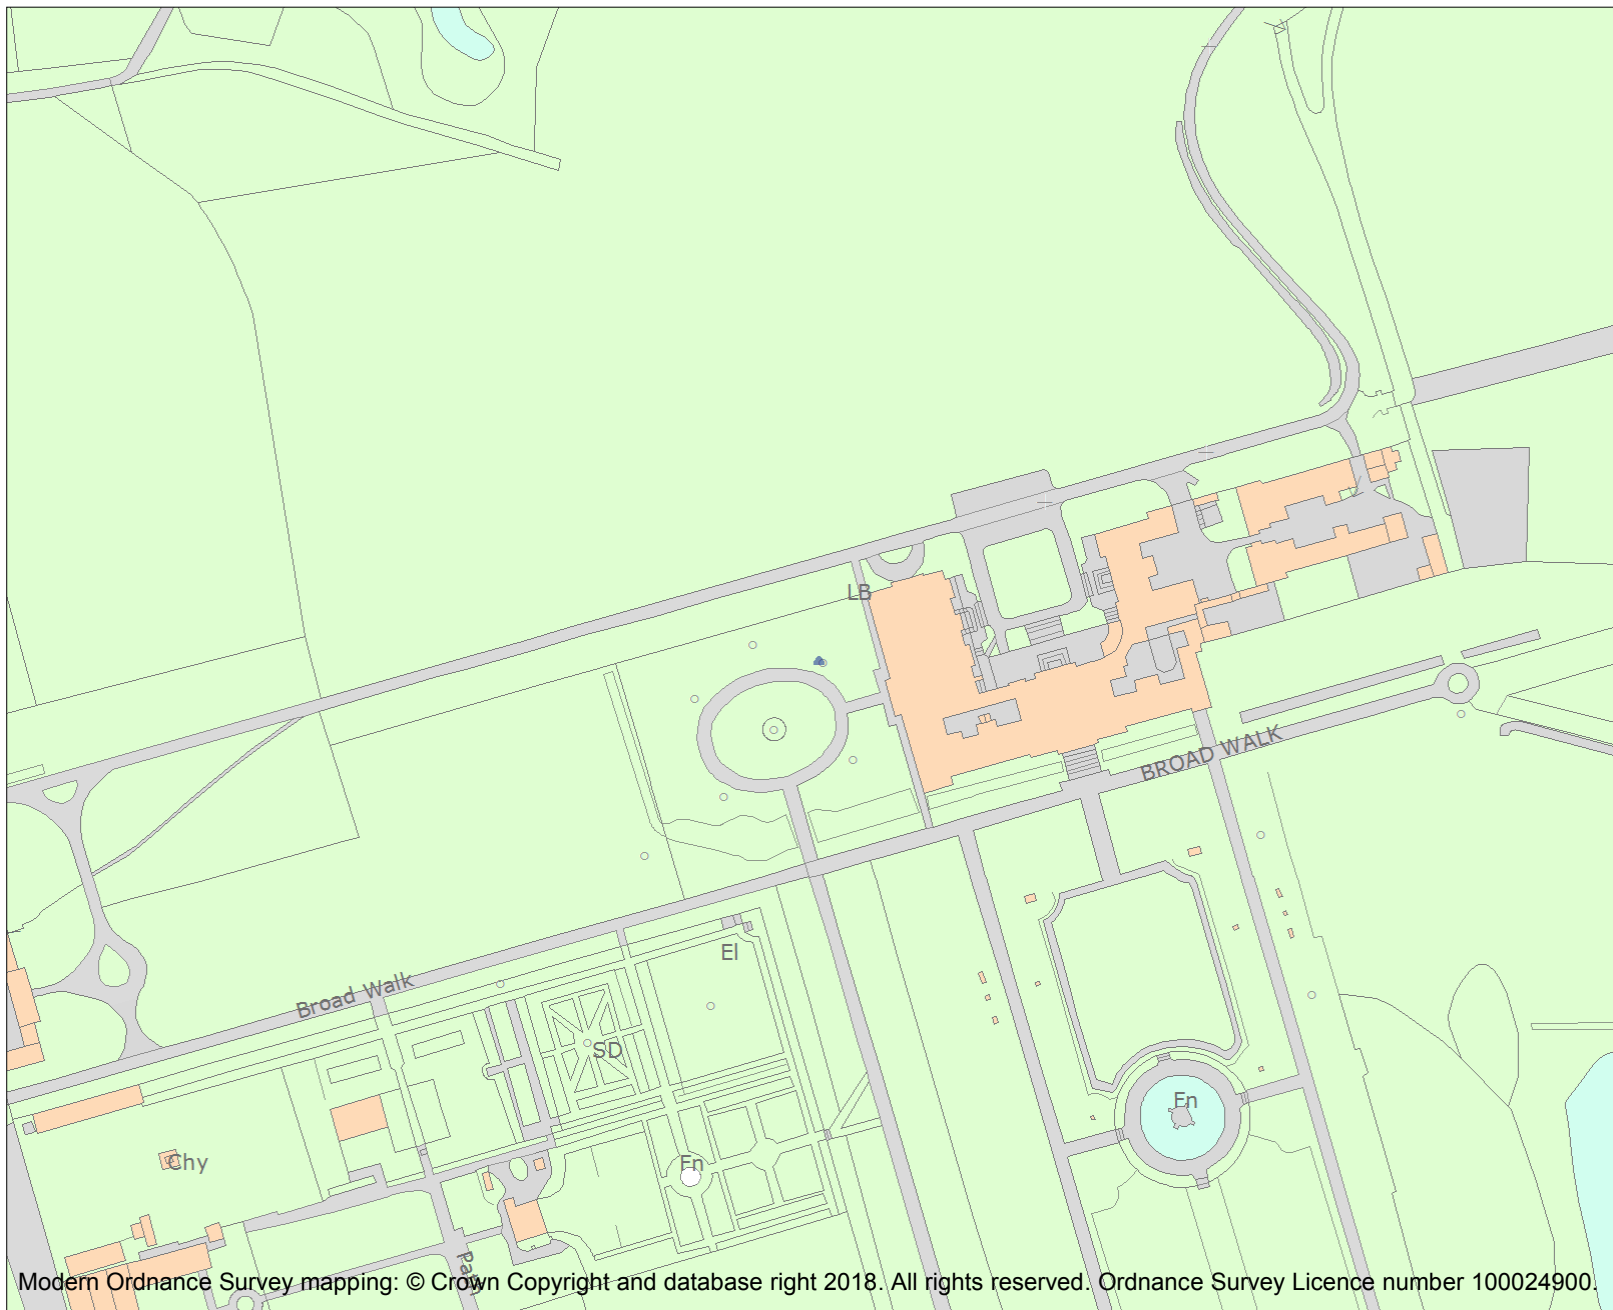 LB
BROAD WALK
El
Broad Walk
SD
Fn
Chy
Fn
Modern Ordnance Survey mapping: © Crown Copyright and database right 2018. All rights reserved. Ordnance Survey Licence number 100024900.